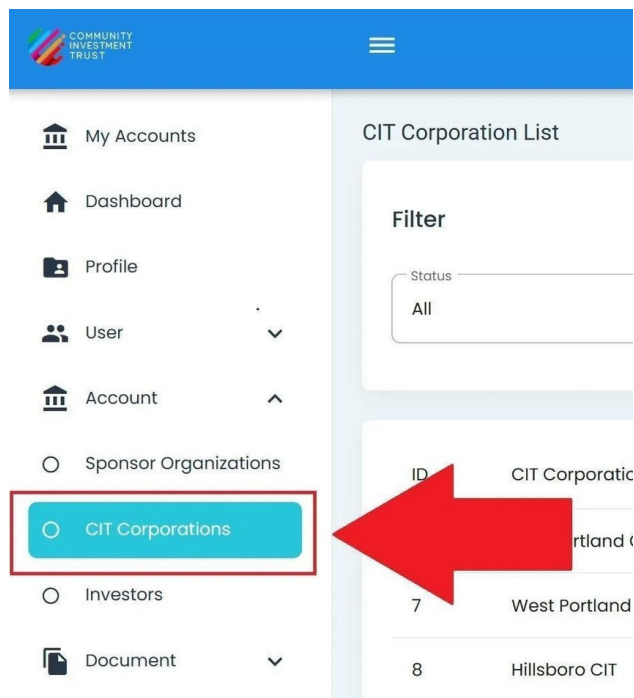 COMMUNITY
INVESTMENT
TRUST
My Accounts
Dashboard
Profile
User
Account
Sponsor Organizations
CIT Corporations
Investors
Document
CIT Corporation List
Filter
Status
All
ID CIT
7 West Portland
8 Hillsboro CIT